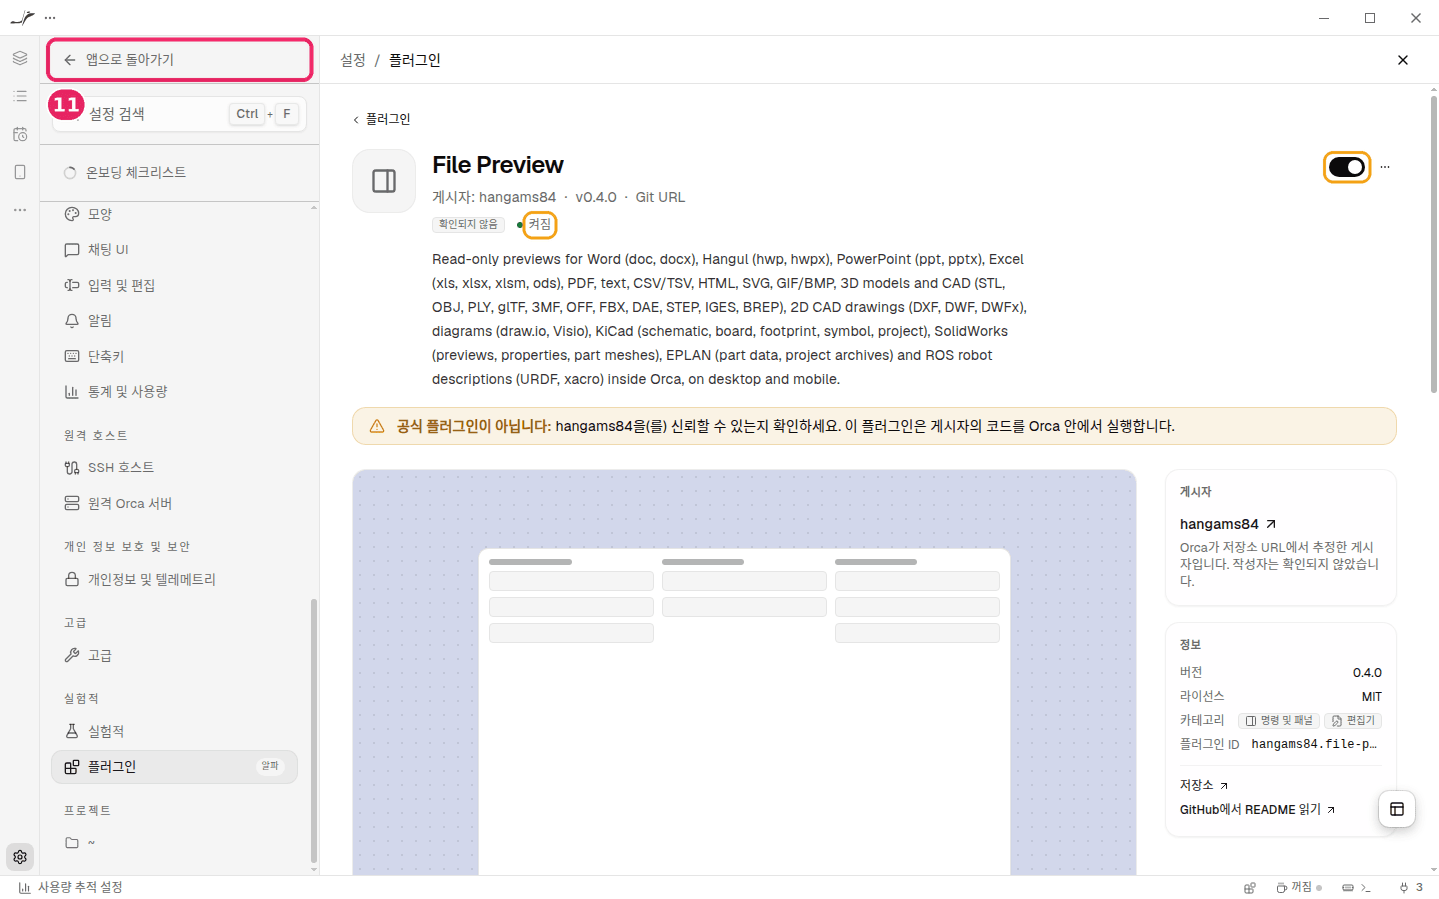 앱으로 돌아가기
설정 / 플러그인
11
설정 검색
Ctrl + F
온보딩 체크리스트
모양
채팅 UI
입력 및 편집
알림
단축키
통계 및 사용량
원격 호스트
SSH 호스트
원격 Orca 서버
개인 정보 보호 및 보안
개인정보 및 텔레메트리
고급
고급
실험적
실험적
플러그인 알파
프로젝트
~
플러그인
File Preview
게시자: hangams84 · v0.4.0 · Git URL
확인되지 않음 켜짐
Read-only previews for Word (doc, docx), Hangul (hwp, hwpx), PowerPoint (ppt, pptx), Excel
(xls, xlsx, xlsm, ods), PDF, text, CSV/TSV, HTML, SVG, GIF/BMP, 3D models and CAD (STL,
OBJ, PLY, glTF, 3MF, OFF, FBX, DAE, STEP, IGES, BREP), 2D CAD drawings (DXF, DWF, DWFx),
diagrams (draw.io, Visio), KiCad (schematic, board, footprint, symbol, project), SolidWorks
(previews, properties, part meshes), EPLAN (part data, project archives) and ROS robot
descriptions (URDF, xacro) inside Orca, on desktop and mobile.
공식 플러그인이 아닙니다: hangams84을(를) 신뢰할 수 있는지 확인하세요. 이 플러그인은 게시자의 코드를 Orca 안에서 실행합니다.
게시자
hangams84
Orca가 저장소 URL에서 추정한 게시
자입니다. 작성자는 확인되지 않았습니
다.
정보
버전 0.4.0
라이선스 MIT
카테고리 명령 및 패널 편집기
플러그인 ID hangams84.file-p…
저장소
GitHub에서 README 읽기
사용량 추적 설정
꺼짐
3